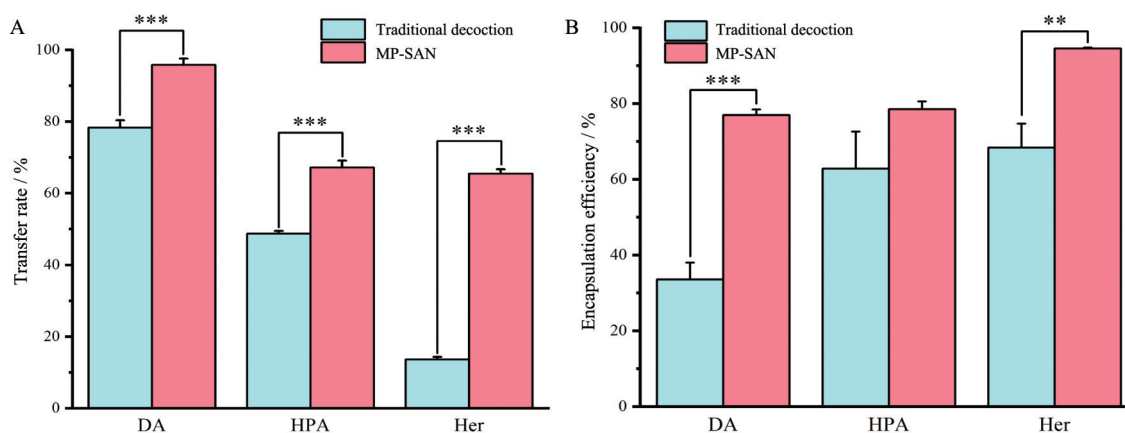 A
Traditional decoction
MP-SAN
***
***
***
100
80
60
40
20
0
Transfer rate / %
DA
HPA
Her
B
Traditional decoction
MP-SAN
***
**
100
80
60
40
20
0
Encapsulation efficiency / %
DA
HPA
Her